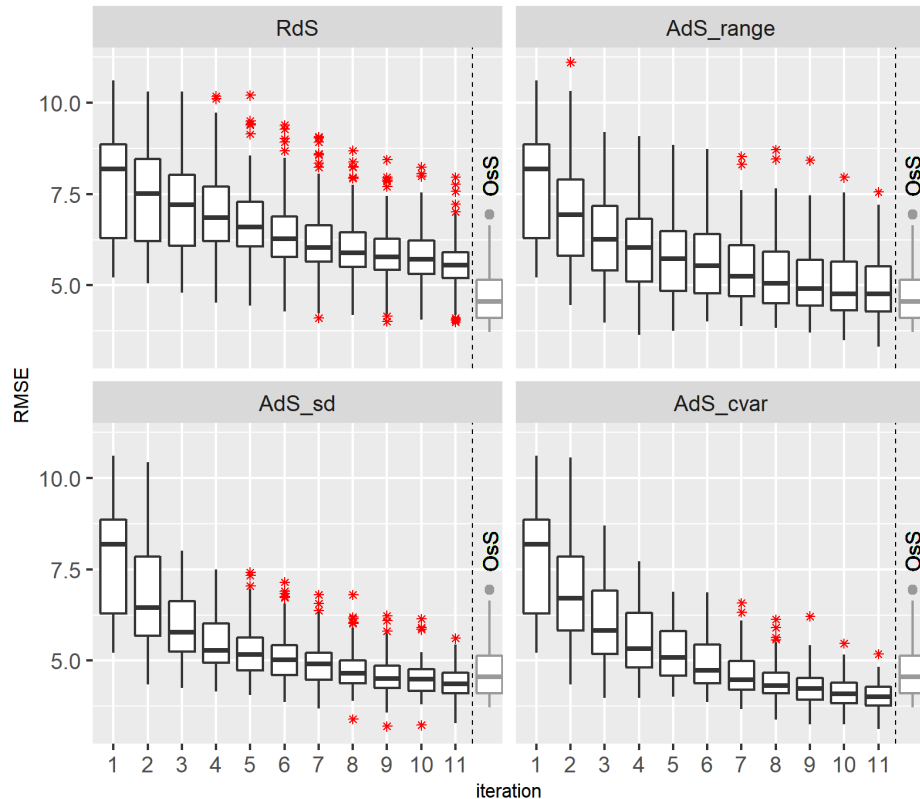 RdS
AdS_range
10.0
7.5
5.0
OsS
OsS
RMSE
AdS_sd
AdS_cvar
10.0
7.5
5.0
OsS
OsS
1 2 3 4 5 6 7 8 9 10 11
1 2 3 4 5 6 7 8 9 10 11
iteration